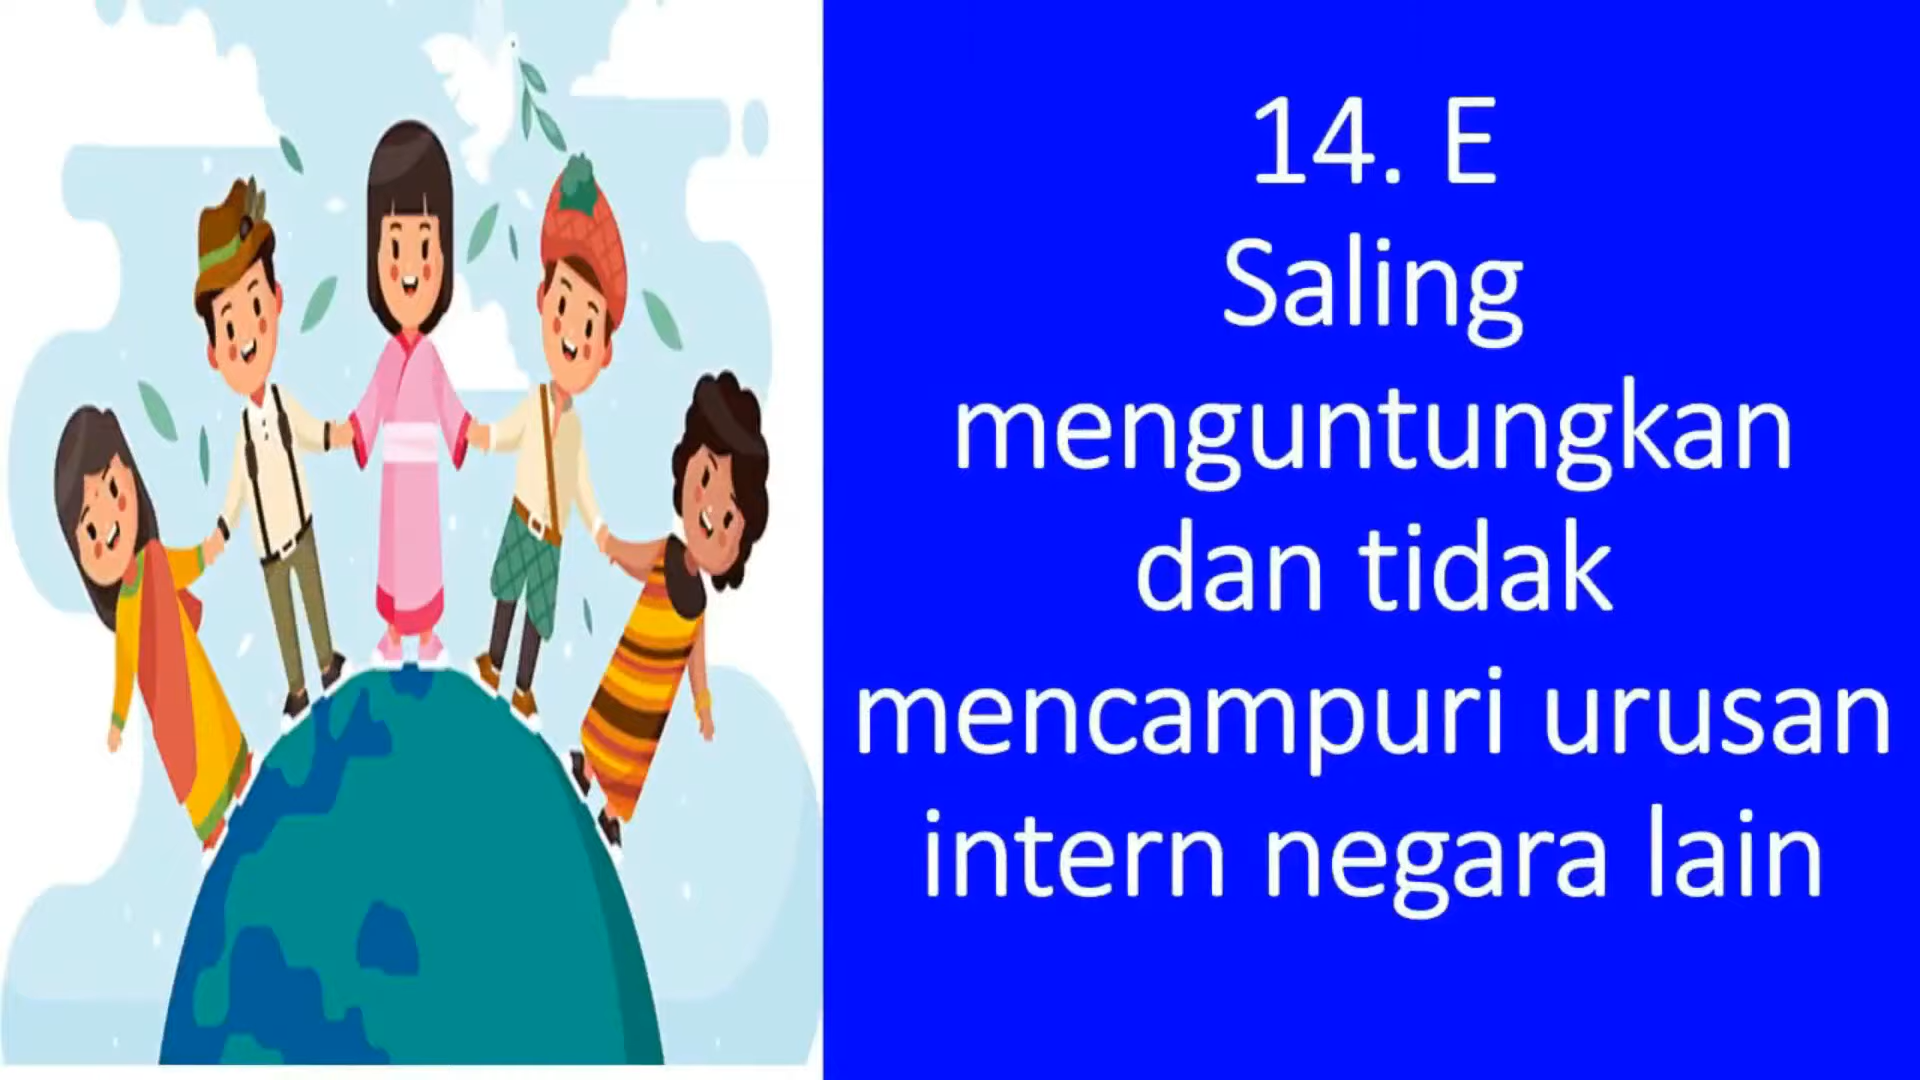 14. E
Saling
menguntungkan
dan tidak
mencampuri urusan
intern negara lain